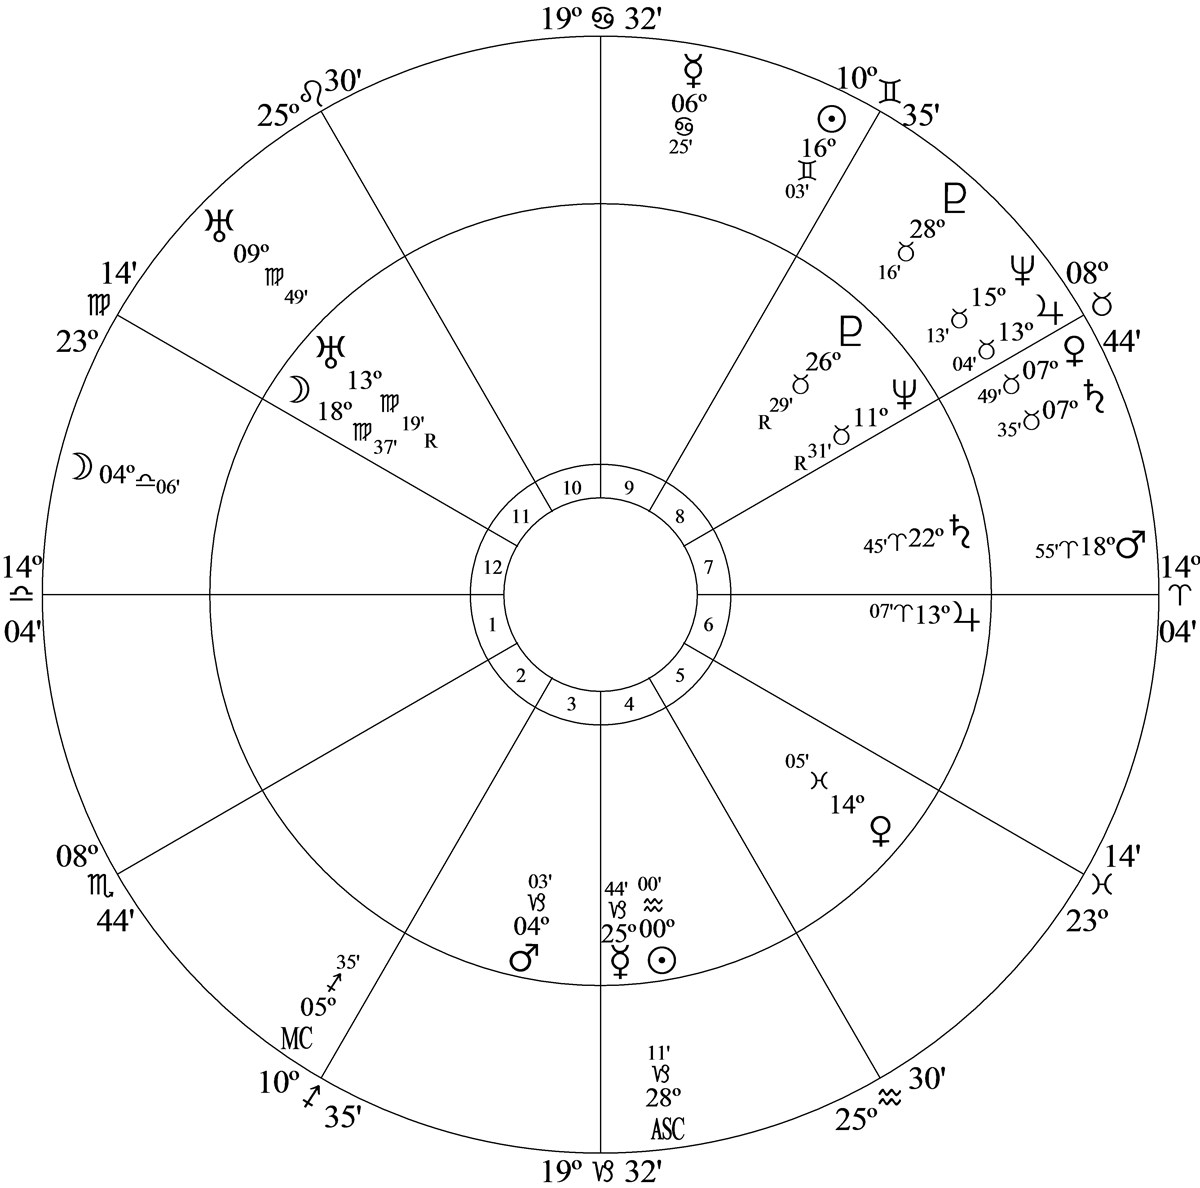 19º ♋ 32'
10º ♊ 35'
08º ♉ 44'
14º ♈ 04'
14' ♓ 23º
25º ♒ 30'
19º ♑ 32'
10º ♐ 35'
08º ♏ 44'
14º ♎ 04'
14' ♍ 23º
25º ♌ 30'
☿ 06º ♋ 25'
☉ 16º ♊ 03'
♇ 28º ♉ 16'
♆ 15º ♉ 13'
♃ 13º ♉ 04'
♀ 07º ♉ 49'
♄ 07º ♉ 35'
55' ♈ 18º ♂
♅ 09º ♍ 49'
☽ 04º ♎ 06'
35' ♐ 05º MC
11' ♑ 28º ASC
♅ 13º ♍ 19' R
☽ 18º ♍ 37'
♇ 26º ♉ 29' R
♆ 11º ♉ 31' R
45' ♈ 22º ♄
07' ♈ 13º ♃
05' ♓ 14º ♀
03' ♑ 04º ♂
44' ♑ 25º ☿
00' ♒ 00º ☉
10
9
11
8
12
7
1
6
2
5
3
4